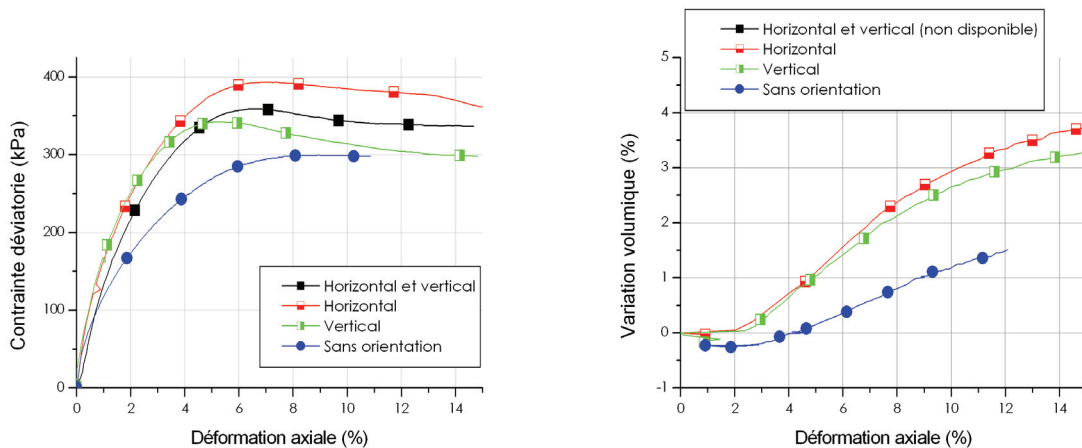 400
300
200
100
0
Contrainte déviatorie (kPa)
0 2 4 6 8 10 12 14
Déformation axiale (%)
Horizontal et vertical
Horizontal
Vertical
Sans orientation
Horizontal et vertical (non disponible)
Horizontal
Vertical
Sans orientation
5
4
3
2
1
0
-1
Variation volumique (%)
0 2 4 6 8 10 12 14
Déformation axiale (%)